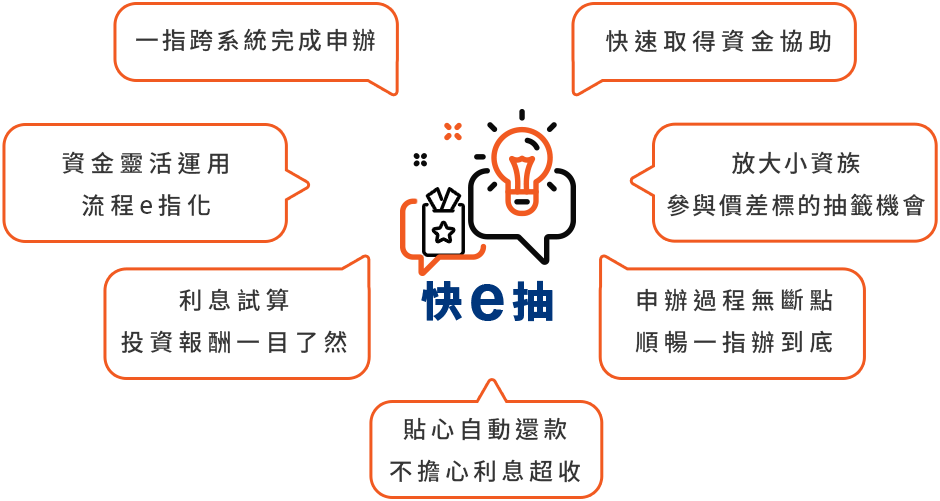 一指跨系統完成申辦
快速取得資金協助
資金靈活運用
流程e指化
放大小資族
參與價差標的抽籤機會
快e抽
利息試算
投資報酬一目了然
申辦過程無斷點
順暢一指辦到底
貼心自動還款
不擔心利息超收